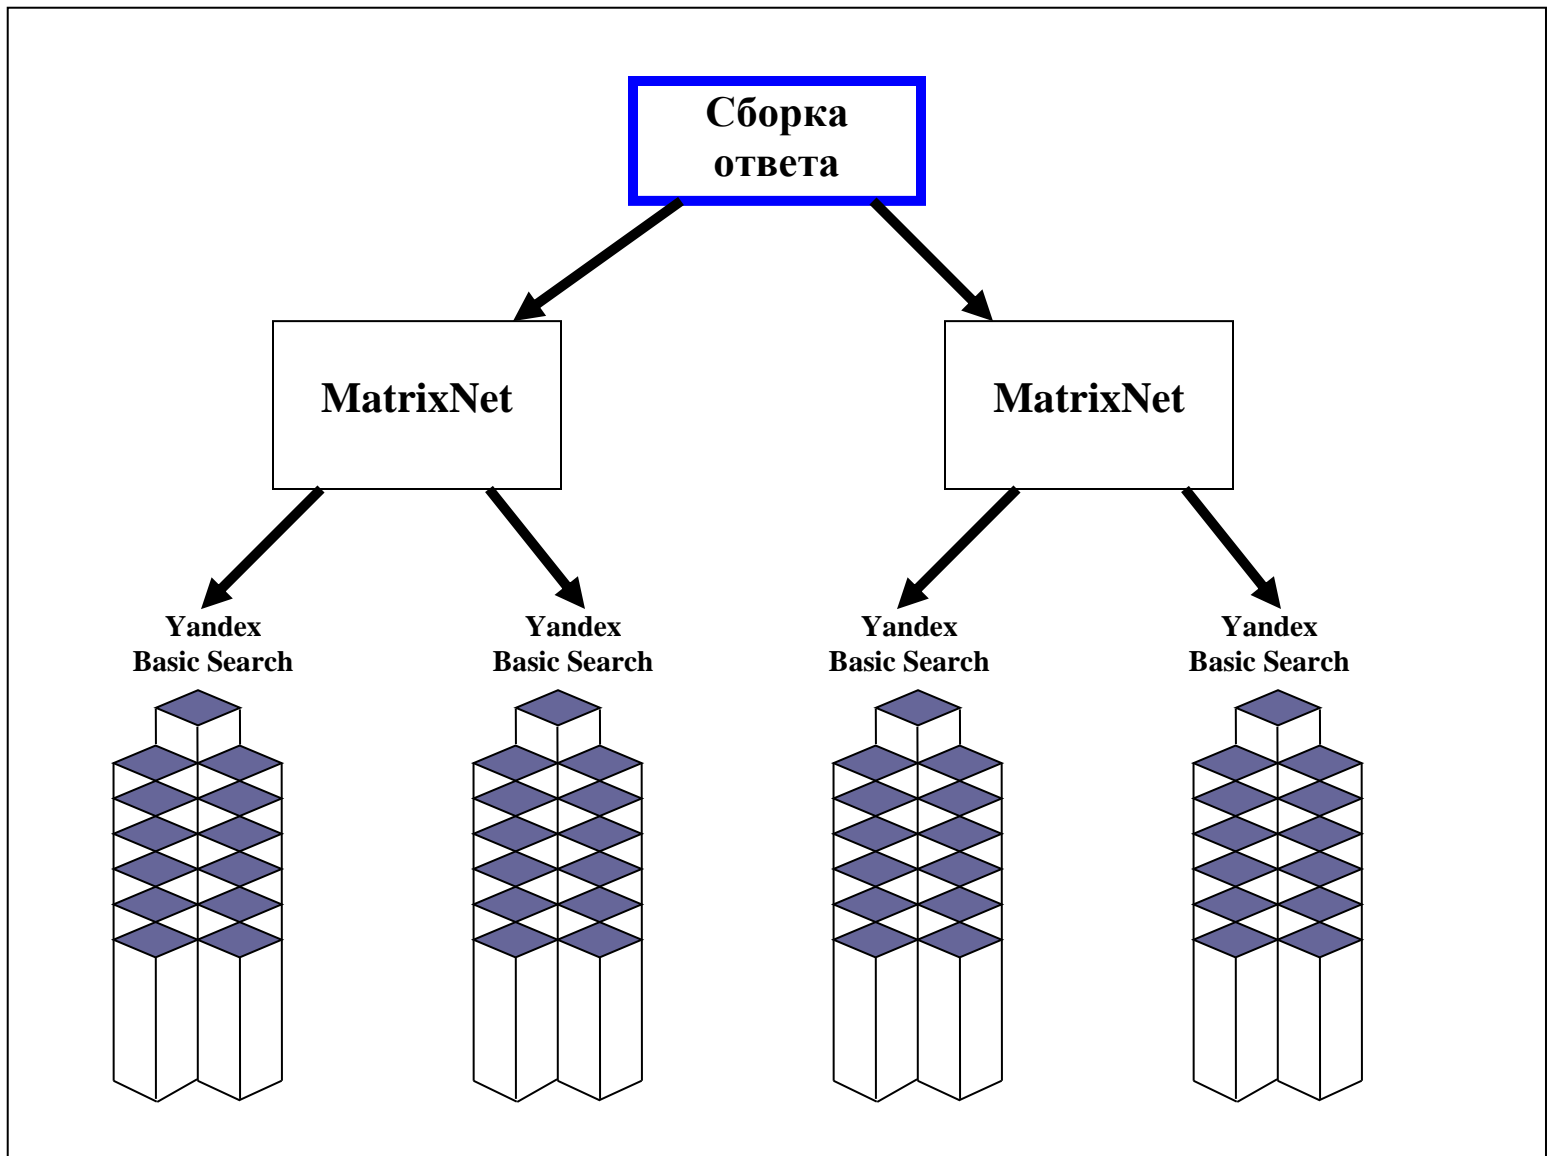 Сборка
ответа
MatrixNet
MatrixNet
Yandex
Basic Search
Yandex
Basic Search
Yandex
Basic Search
Yandex
Basic Search